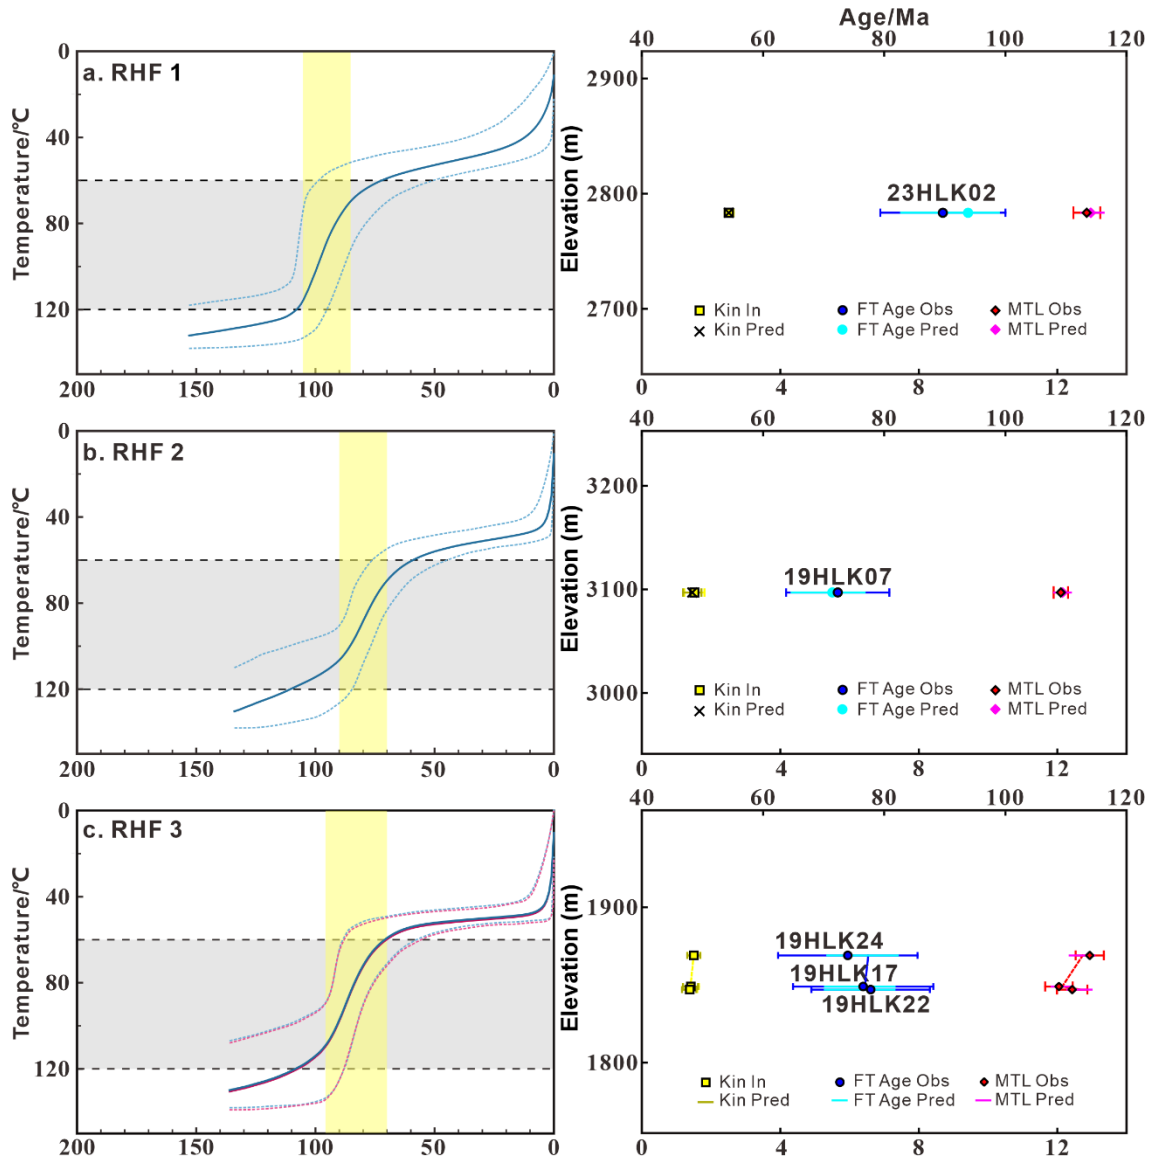 Age/Ma
40 60 80 100 120
0
40
80
120
Temperature/℃
a. RHF 1
200 150 100 50 0
2900
2800
2700
Elevation (m)
23HLK02
Kin In FT Age Obs MTL Obs
Kin Pred FT Age Pred MTL Pred
0 4 8 12
40 60 80 100 120
0
40
80
120
Temperature/℃
b. RHF 2
200 150 100 50 0
3200
3100
3000
Elevation (m)
19HLK07
Kin In FT Age Obs MTL Obs
Kin Pred FT Age Pred MTL Pred
0 4 8 12
40 60 80 100 120
0
40
80
120
Temperature/℃
c. RHF 3
200 150 100 50 0
1900
1800
Elevation (m)
19HLK24
19HLK17
19HLK22
Kin In FT Age Obs MTL Obs
Kin Pred FT Age Pred MTL Pred
0 4 8 12